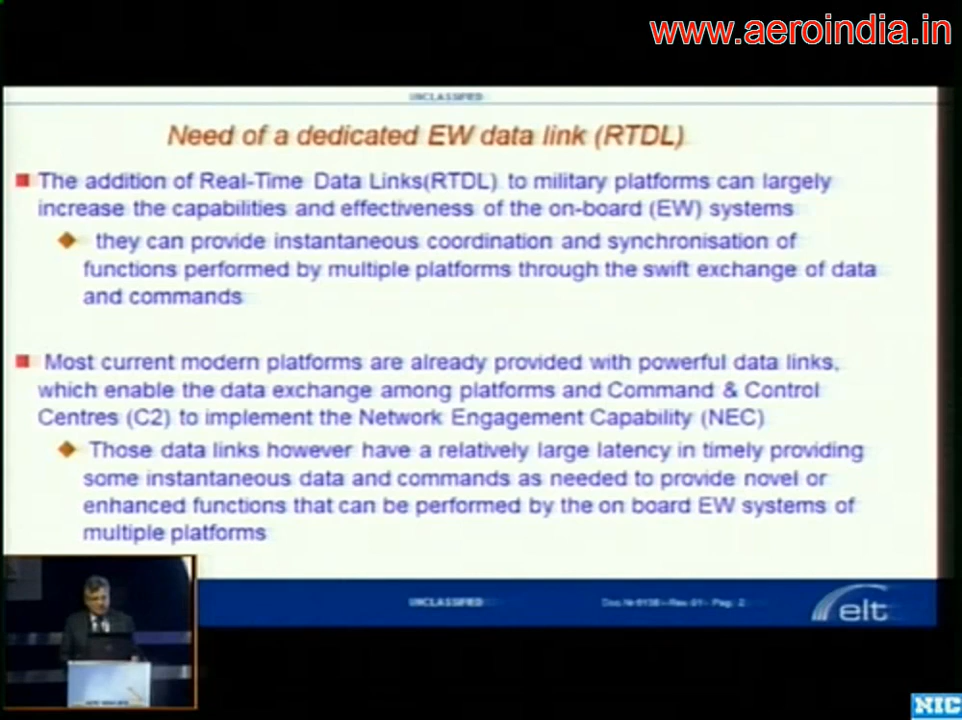 www.aeroindia.in
UNCLASSIFIED
Need of a dedicated EW data link (RTDL)
The addition of Real-Time Data Links(RTDL) to military platforms can largely
increase the capabilities and effectiveness of the on-board (EW) systems
they can provide instantaneous coordination and synchronisation of
functions performed by multiple platforms through the swift exchange of data
and commands
Most current modern platforms are already provided with powerful data links,
which enable the data exchange among platforms and Command & Control
Centres (C2) to implement the Network Engagement Capability (NEC)
Those data links however have a relatively large latency in timely providing
some instantaneous data and commands as needed to provide novel or
enhanced functions that can be performed by the on board EW systems of
multiple platforms
UNCLASSIFIED
Rev. 01 - Pag. 2
elt
NIC